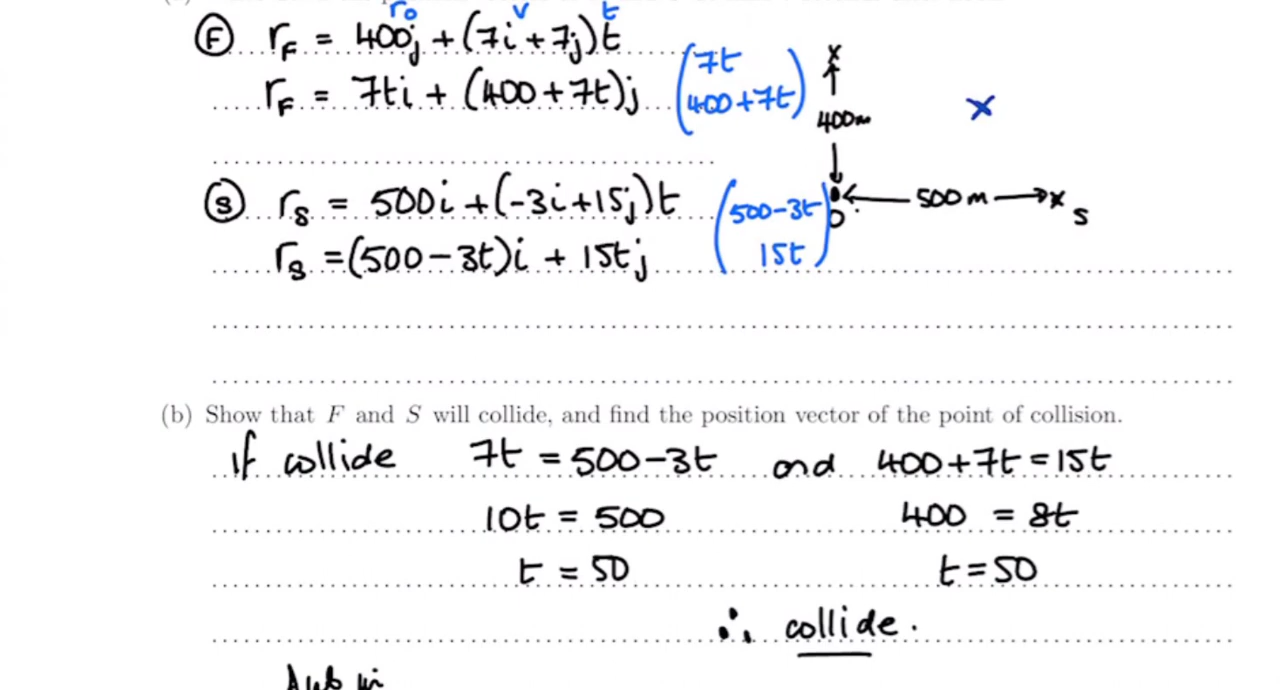 r₀ v t
Ⓕ r_F = 400j + (7i + 7j)t
r_F = 7ti + (400+7t)j (7t
400+7t)
400m
Ⓢ r_S = 500i + (-3i+15j)t (500-3t
15t)
O 500m S
r_S = (500-3t)i + 15tj
(b) Show that F and S will collide, and find the position vector of the point of collision.
if collide 7t = 500-3t and 400+7t = 15t
10t = 500 400 = 8t
t = 50 t = 50
∴ collide.